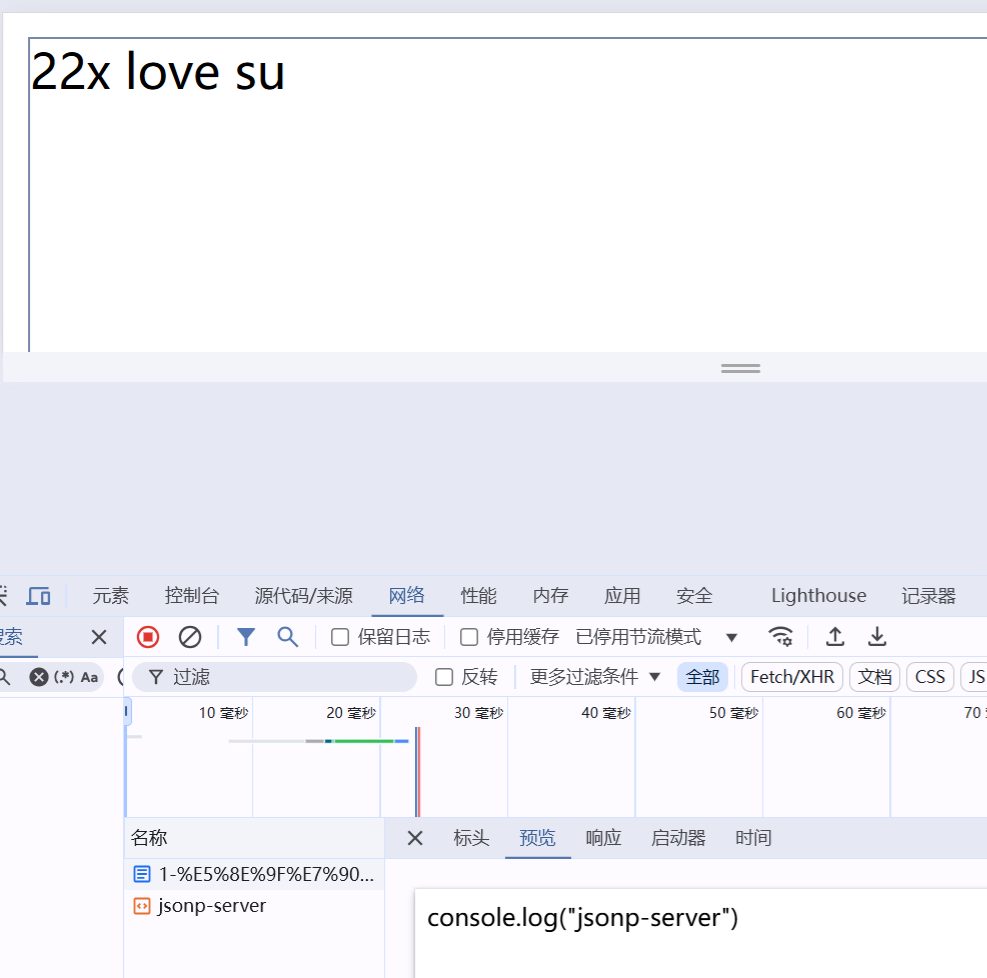 22x love su
元素 控制台 源代码/来源 网络 性能 内存 应用 安全 Lighthouse 记录器
搜索 保留日志 停用缓存 已停用节流模式
(.*) Aa 过滤 反转 更多过滤条件 全部 Fetch/XHR 文档 CSS JS
10 毫秒 20 毫秒 30 毫秒 40 毫秒 50 毫秒 60 毫秒 70
名称 标头 预览 响应 启动器 时间
1-%E5%8E%9F%E7%90...
jsonp-server
console.log("jsonp-server")